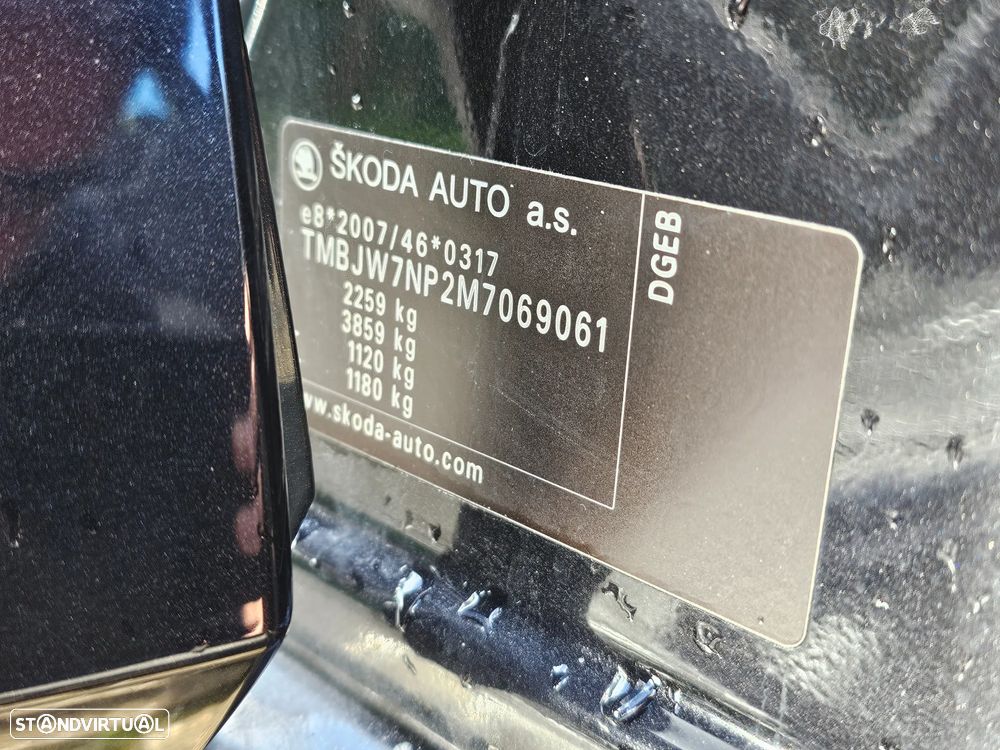 ŠKODA AUTO a.s.
e8*2007/46*0317
TMBJW7NP2M7069061
2259 kg
3859 kg
1120 kg
1180 kg
www.skoda-auto.com
DGEB
STANDVIRTUAL